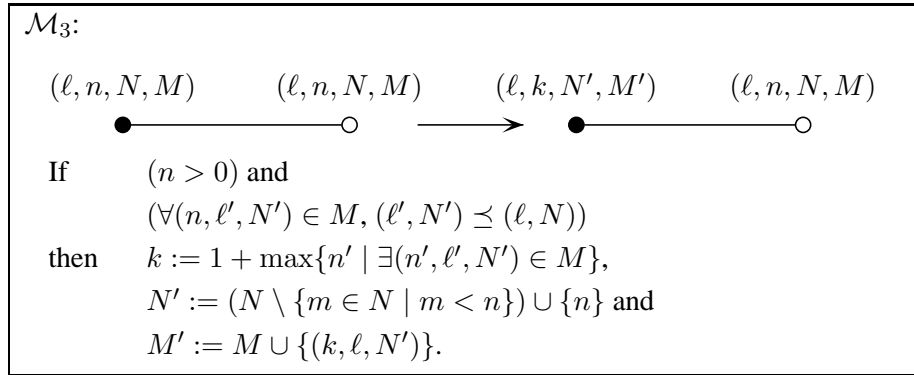 𝓜₃:
(ℓ, n, N, M) (ℓ, n, N, M) (ℓ, k, N′, M′) (ℓ, n, N, M)
If (n > 0) and
(∀(n, ℓ′, N′) ∈ M, (ℓ′, N′) ⪯ (ℓ, N))
then k := 1 + max{n′ | ∃(n′, ℓ′, N′) ∈ M},
N′ := (N \ {m ∈ N | m < n}) ∪ {n} and
M′ := M ∪ {(k, ℓ, N′)}.